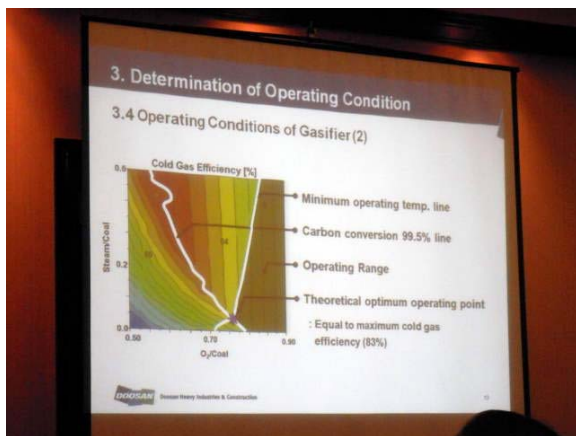 3. Determination of Operating Condition
3.4 Operating Conditions of Gasifier (2)
Cold Gas Efficiency [%]
Minimum operating temp. line
Carbon conversion 99.5% line
Operating Range
Theoretical optimum operating point
: Equal to maximum cold gas
efficiency (83%)
Steam/Coal
0.2
0.0
0.50
0.70
0.90
O₂/Coal
DOOSAN
Doosan Heavy Industries & Construction